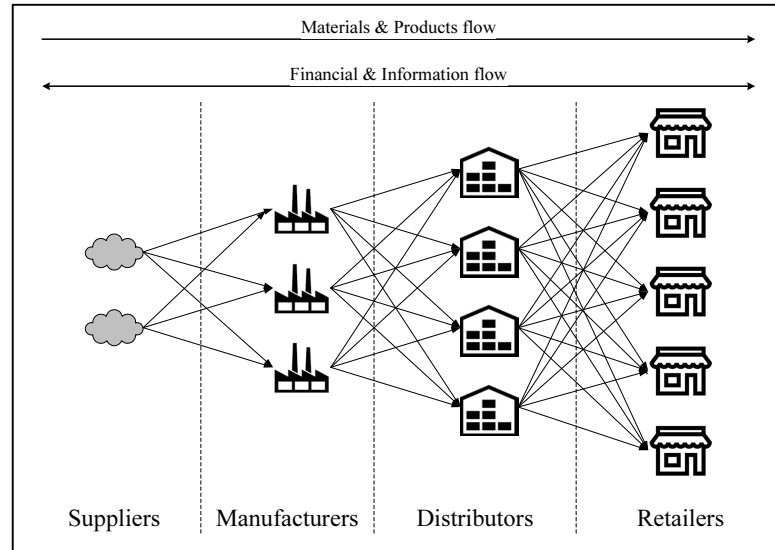 Materials & Products flow
Financial & Information flow
Suppliers
Manufacturers
Distributors
Retailers